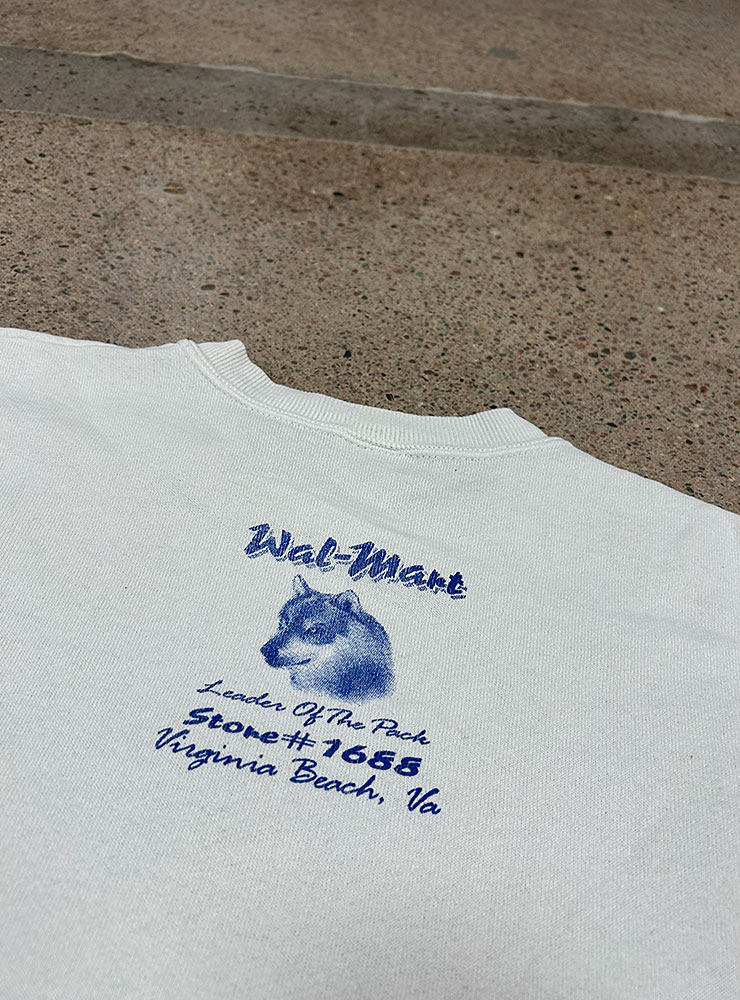 Wal-Mart
Leader Of The Pack
Store# 1688
Virginia Beach, Va